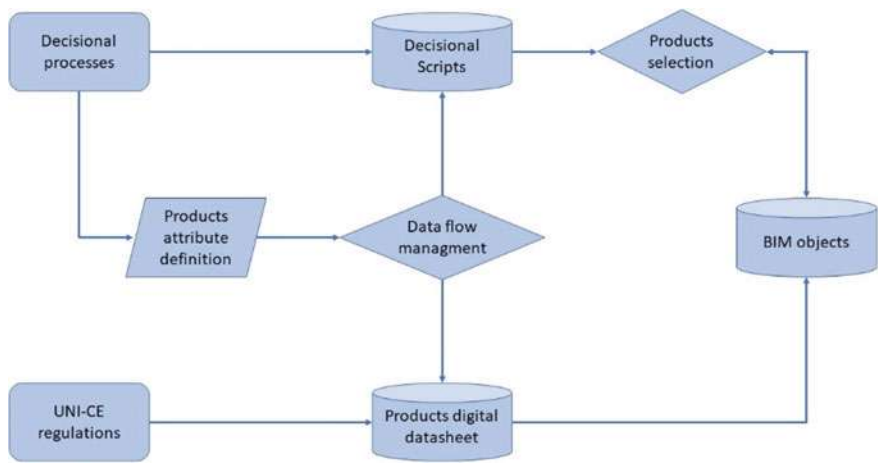 Decisional
processes
Decisional
Scripts
Products
selection
Products
attribute
definition
Data flow
managment
BIM objects
UNI-CE
regulations
Products digital
datasheet